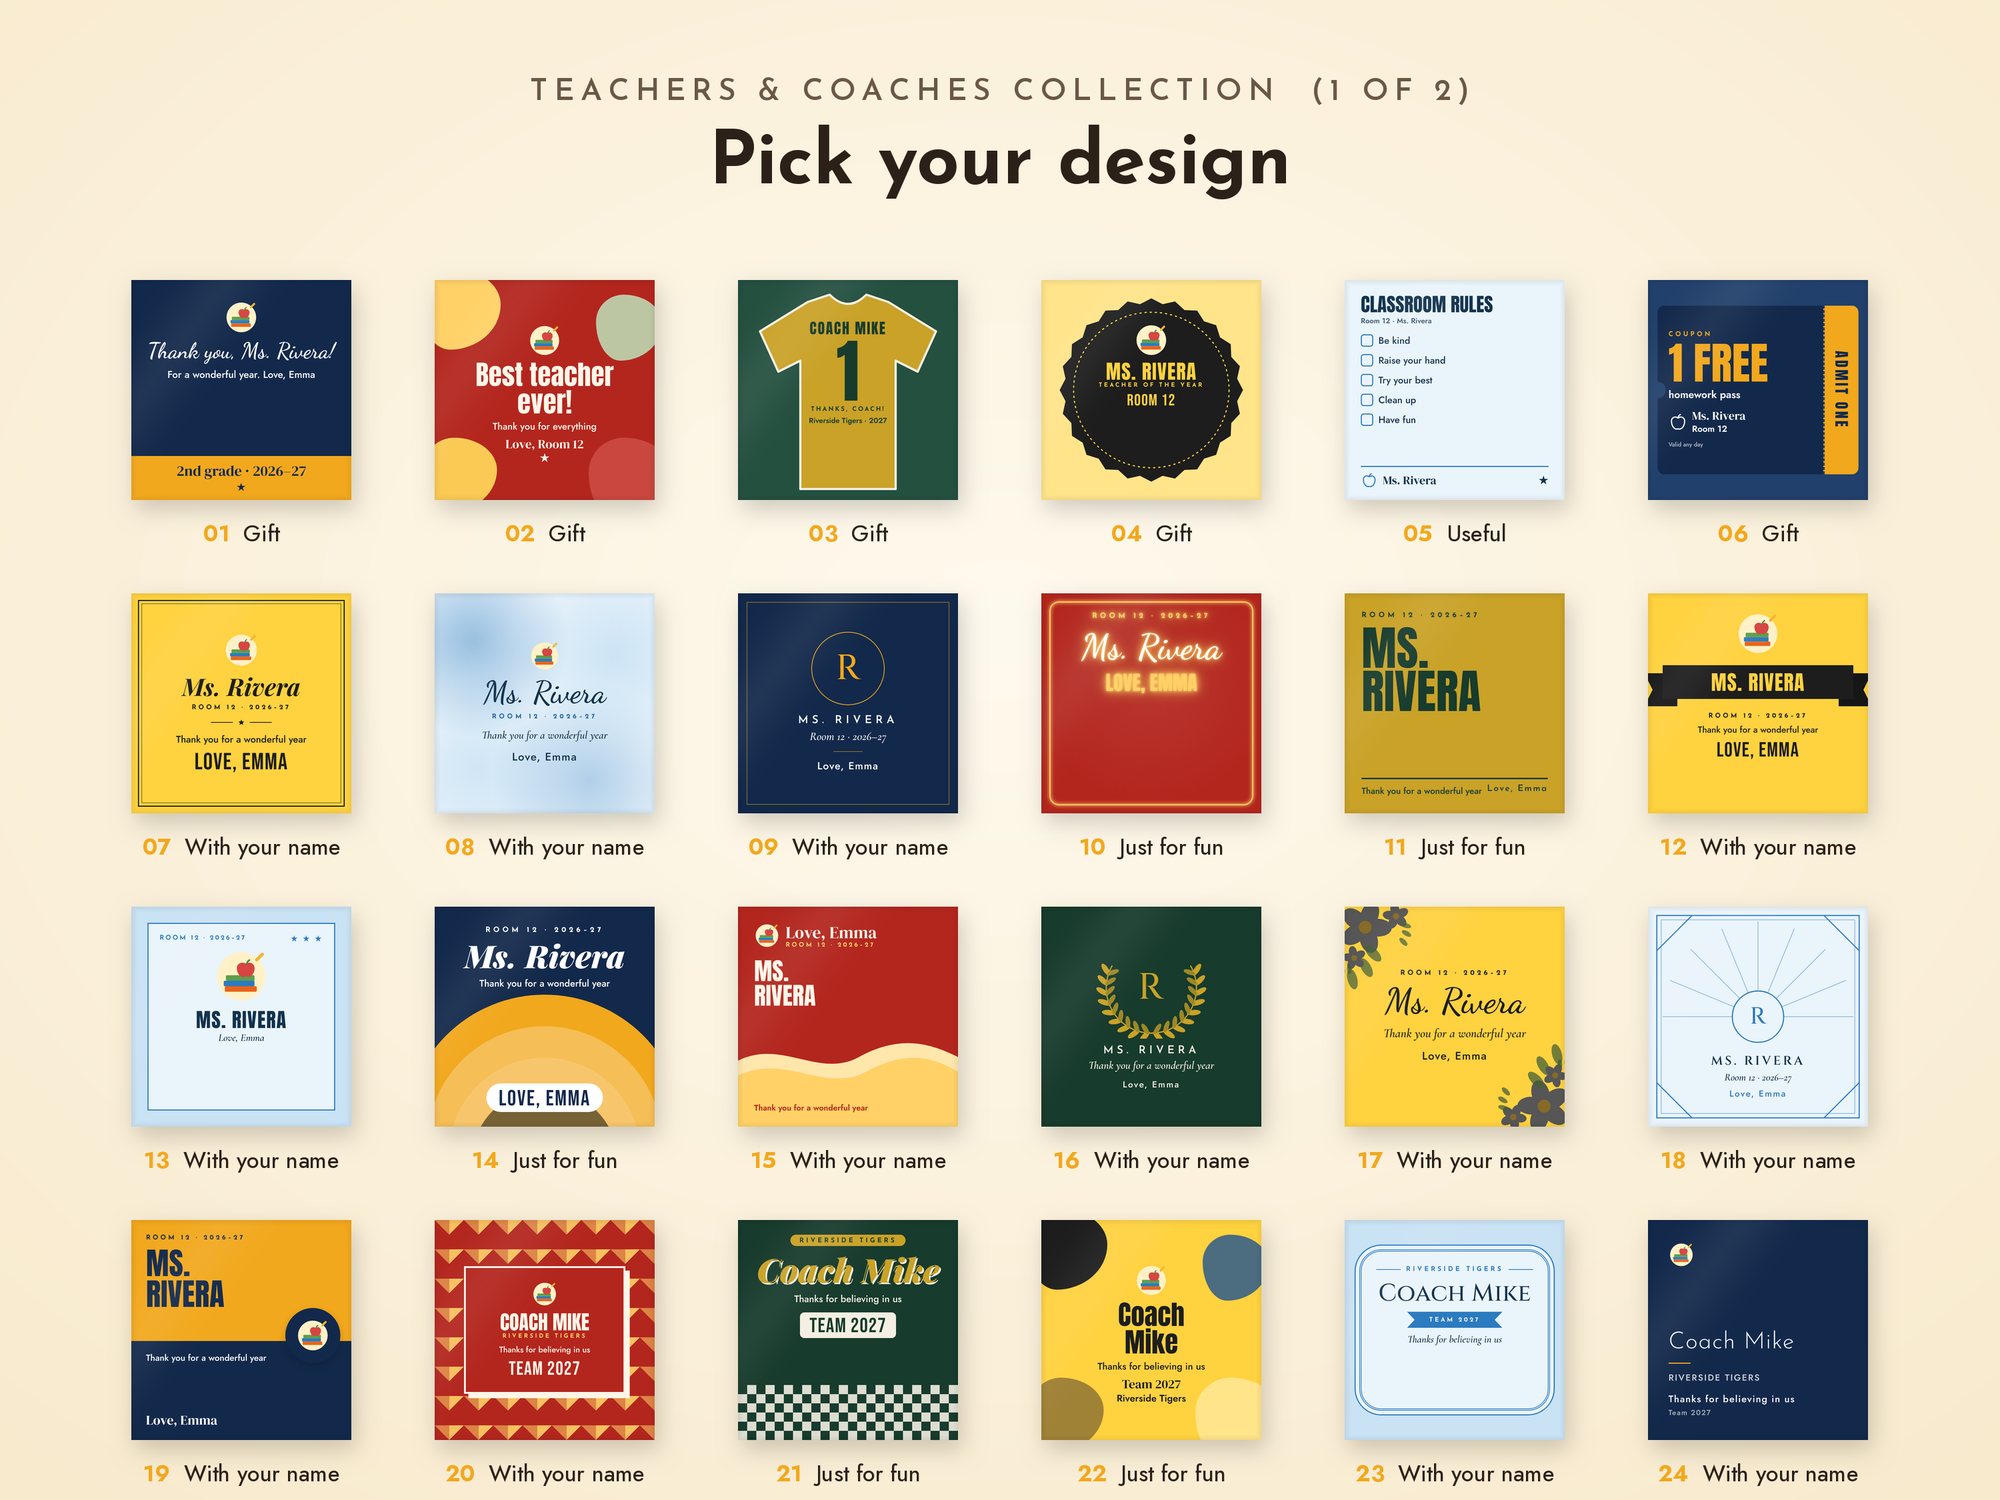 TEACHERS & COACHES COLLECTION (1 OF 2)
Pick your design
Thank you, Ms. Rivera!
For a wonderful year. Love, Emma
2nd grade · 2026–27
01 Gift
Best teacher
ever!
Thank you for everything
Love, Room 12
02 Gift
COACH MIKE
1
THANKS, COACH!
Riverside Tigers · 2027
03 Gift
MS. RIVERA
TEACHER OF THE YEAR
ROOM 12
04 Gift
CLASSROOM RULES
Room 12 · Ms. Rivera
Be kind
Raise your hand
Try your best
Clean up
Have fun
Ms. Rivera
05 Useful
COUPON
1 FREE
homework pass
Ms. Rivera
Room 12
Valid any day
ADMIT ONE
06 Gift
Ms. Rivera
ROOM 12 · 2026–27
Thank you for a wonderful year
LOVE, EMMA
07 With your name
Ms. Rivera
ROOM 12 · 2026–27
Thank you for a wonderful year
Love, Emma
08 With your name
R
MS. RIVERA
Room 12 · 2026–27
Love, Emma
09 With your name
ROOM 12 · 2026–27
Ms. Rivera
LOVE, EMMA
10 Just for fun
ROOM 12 · 2026–27
MS.
RIVERA
Thank you for a wonderful year Love, Emma
11 Just for fun
MS. RIVERA
ROOM 12 · 2026–27
Thank you for a wonderful year
LOVE, EMMA
12 With your name
ROOM 12 · 2026–27
MS. RIVERA
Love, Emma
13 With your name
ROOM 12 · 2026–27
Ms. Rivera
Thank you for a wonderful year
LOVE, EMMA
14 Just for fun
Love, Emma
ROOM 12 · 2026–27
MS.
RIVERA
Thank you for a wonderful year
15 With your name
R
MS. RIVERA
Thank you for a wonderful year
Love, Emma
16 With your name
ROOM 12 · 2026–27
Ms. Rivera
Thank you for a wonderful year
Love, Emma
17 With your name
R
MS. RIVERA
Room 12 · 2026–27
Love, Emma
18 With your name
ROOM 12 · 2026–27
MS.
RIVERA
Thank you for a wonderful year
Love, Emma
19 With your name
COACH MIKE
RIVERSIDE TIGERS
Thanks for believing in us
TEAM 2027
20 With your name
RIVERSIDE TIGERS
Coach Mike
Thanks for believing in us
TEAM 2027
21 Just for fun
Coach
Mike
Thanks for believing in us
Team 2027
Riverside Tigers
22 Just for fun
RIVERSIDE TIGERS
COACH MIKE
TEAM 2027
Thanks for believing in us
23 With your name
Coach Mike
RIVERSIDE TIGERS
Thanks for believing in us
Team 2027
24 With your name